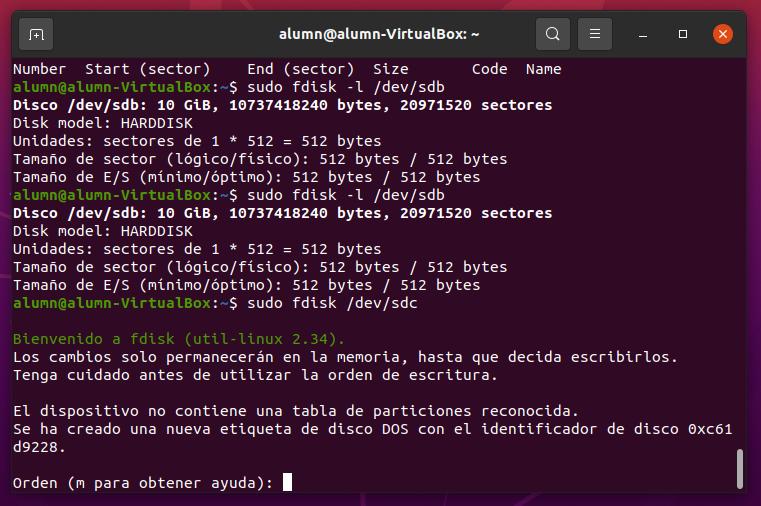 alumn@alumn-VirtualBox: ~
Number  Start (sector)    End (sector)  Size       Code  Name
alumn@alumn-VirtualBox:~$ sudo fdisk -l /dev/sdb
Disco /dev/sdb: 10 GiB, 10737418240 bytes, 20971520 sectores
Disk model: HARDDISK
Unidades: sectores de 1 * 512 = 512 bytes
Tamaño de sector (lógico/físico): 512 bytes / 512 bytes
Tamaño de E/S (mínimo/óptimo): 512 bytes / 512 bytes
alumn@alumn-VirtualBox:~$ sudo fdisk -l /dev/sdb
Disco /dev/sdb: 10 GiB, 10737418240 bytes, 20971520 sectores
Disk model: HARDDISK
Unidades: sectores de 1 * 512 = 512 bytes
Tamaño de sector (lógico/físico): 512 bytes / 512 bytes
Tamaño de E/S (mínimo/óptimo): 512 bytes / 512 bytes
alumn@alumn-VirtualBox:~$ sudo fdisk /dev/sdc
Bienvenido a fdisk (util-linux 2.34).
Los cambios solo permanecerán en la memoria, hasta que decida escribirlos.
Tenga cuidado antes de utilizar la orden de escritura.
El dispositivo no contiene una tabla de particiones reconocida.
Se ha creado una nueva etiqueta de disco DOS con el identificador de disco 0xc61
d9228.
Orden (m para obtener ayuda):